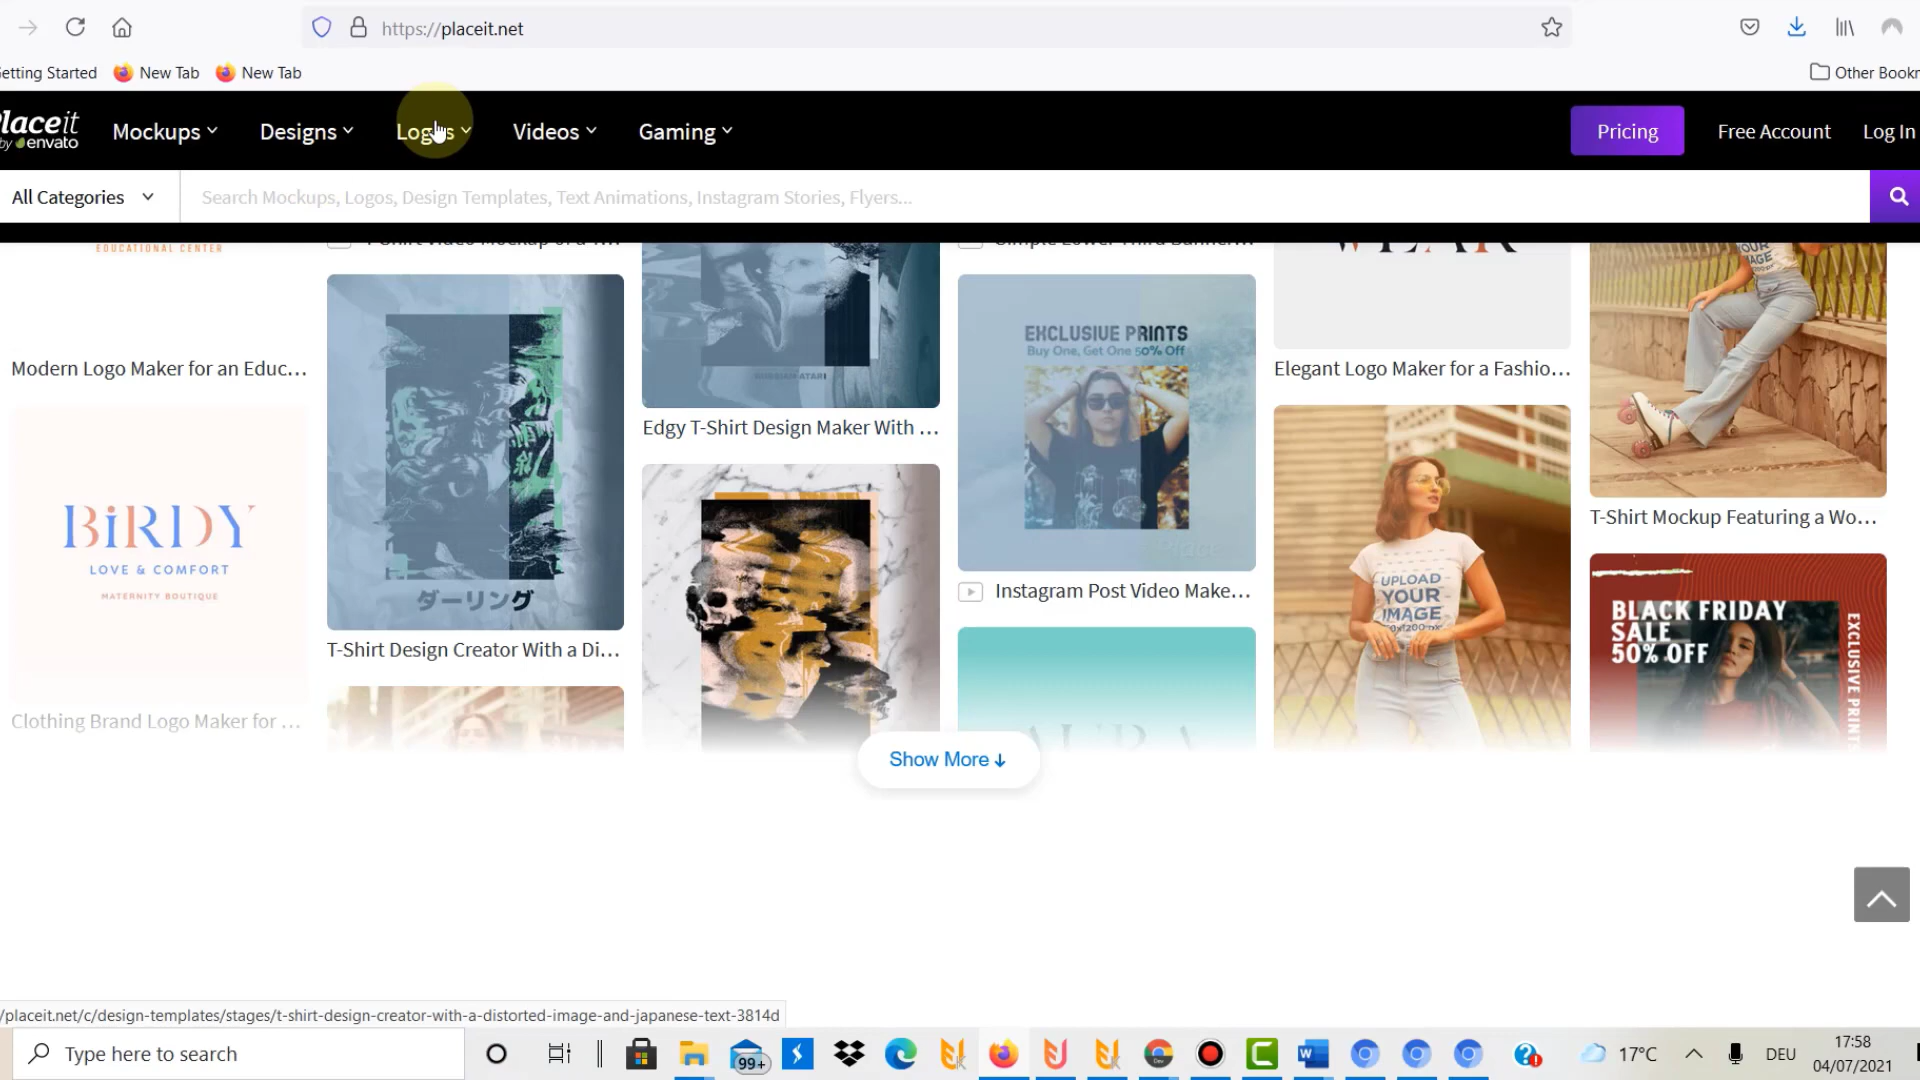 https://placeit.net
etting Started
New Tab
New Tab
Other Bookr
laceit
by envato
Mockups
Designs
Logos
Videos
Gaming
Pricing
Free Account
Log In
All Categories
Search Mockups, Logos, Design Templates, Text Animations, Instagram Stories, Flyers...
EDUCATIONAL CENTER
Modern Logo Maker for an Educ...
BiRDY
LOVE & COMFORT
MATERNITY BOUTIQUE
Clothing Brand Logo Maker for ...
ダーリング
T-Shirt Design Creator With a Di...
RUSSIAN ATARI
Edgy T-Shirt Design Maker With ...
EXCLUSIVE PRINTS
Buy One, Get One 50% Off
Instagram Post Video Make...
AURA
WEAR
Elegant Logo Maker for a Fashio...
UPLOAD
YOUR
IMAGE
YOUR
IMAGE
T-Shirt Mockup Featuring a Wo...
BLACK FRIDAY
SALE
50% OFF
EXCLUSIVE PRINTS
Show More
/placeit.net/c/design-templates/stages/t-shirt-design-creator-with-a-distorted-image-and-japanese-text-3814d
Type here to search
99+
17°C
DEU
17:58
04/07/2021